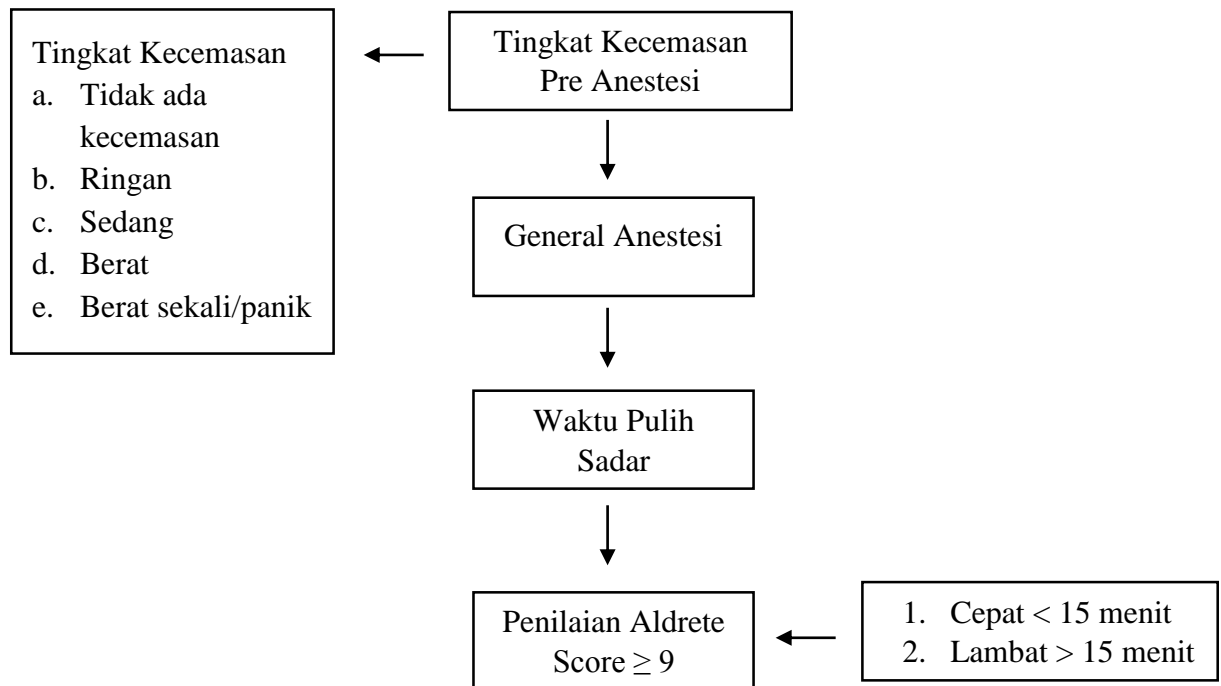 Tingkat Kecemasan
a. Tidak ada
kecemasan
b. Ringan
c. Sedang
d. Berat
e. Berat sekali/panik
Tingkat Kecemasan
Pre Anestesi
General Anestesi
Waktu Pulih
Sadar
Penilaian Aldrete
Score ≥ 9
1. Cepat < 15 menit
2. Lambat > 15 menit